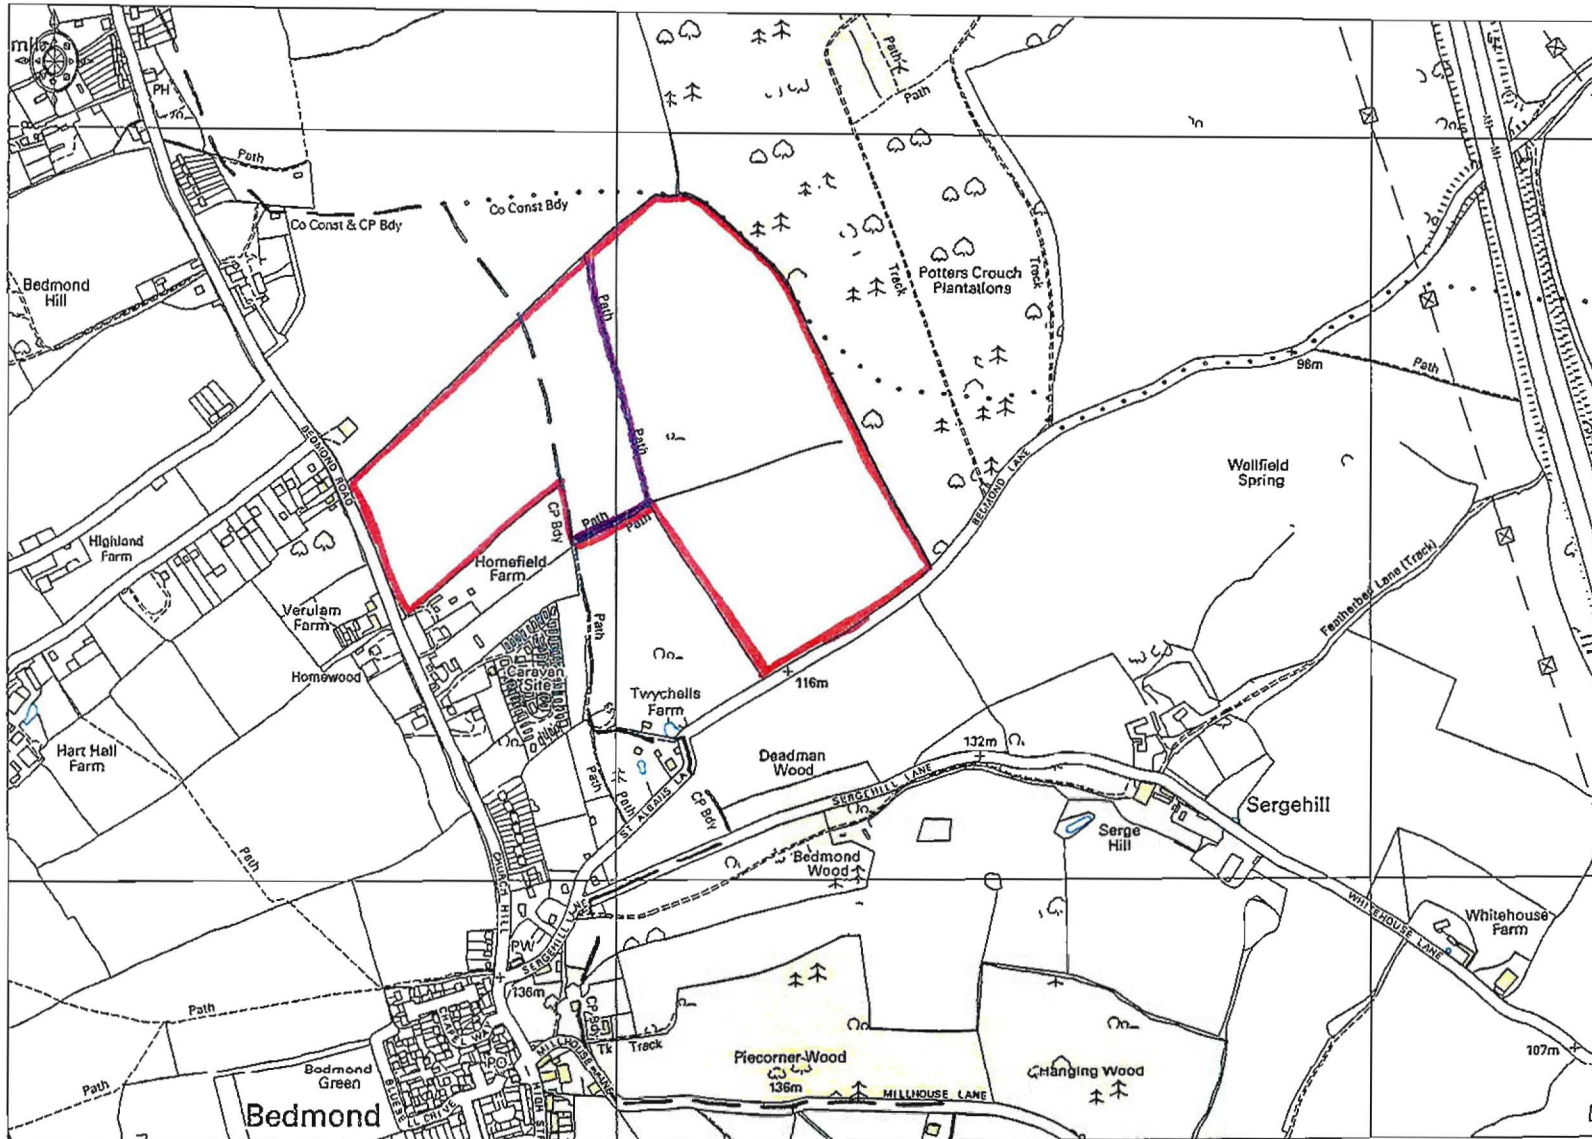 PH
Path
Path
Path
Co Const Bdy
Co Const & CP Bdy
Bedmond
Hill
Potters Crouch
Plantations
Track
Track
Path
Path
96m
Path
M1
M1
BEDMOND ROAD
Wellfield
Spring
BEDMOND LANE
Highland
Farm
CP Bdy
Path
Path
Homefield
Farm
Verulam
Farm
Featherbed Lane (Track)
Path
Homewood
Caravan
Site
116m
Twychells
Farm
Hart Hall
Farm
Deadman
Wood
132m
SERGEHILL LANE
Path
Path
ST ALBANS LA
CP Bdy
Sergehill
Serge
Hill
Path
CHURCH HILL
Bedmond
Wood
WHITEHOUSE LANE
Whitehouse
Farm
PW
SERGEHILL LANE
136m
Path
CP Bdy
Tk
Track
Bedmond
Green
MILLHOUSE LANE
Piecorner Wood
136m
Hanging Wood
107m
Path
MILLHOUSE LANE
HIGH ST
Bedmond